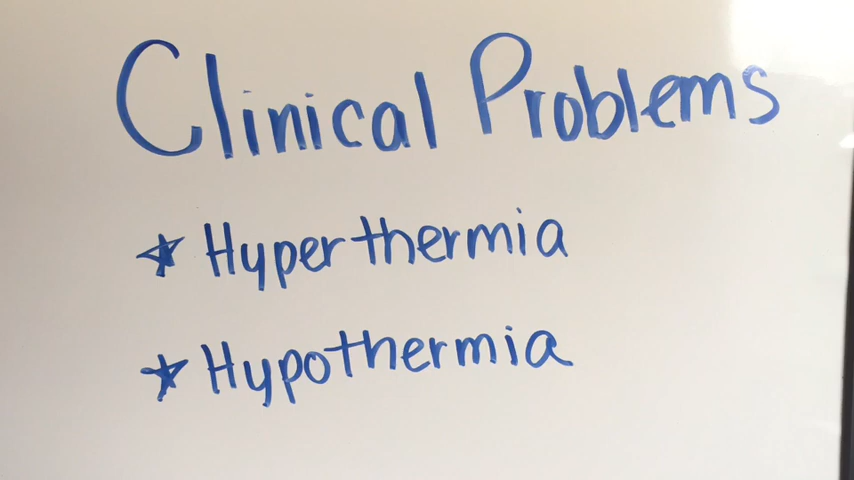 Clinical Problems
★ Hyperthermia
★ Hypothermia